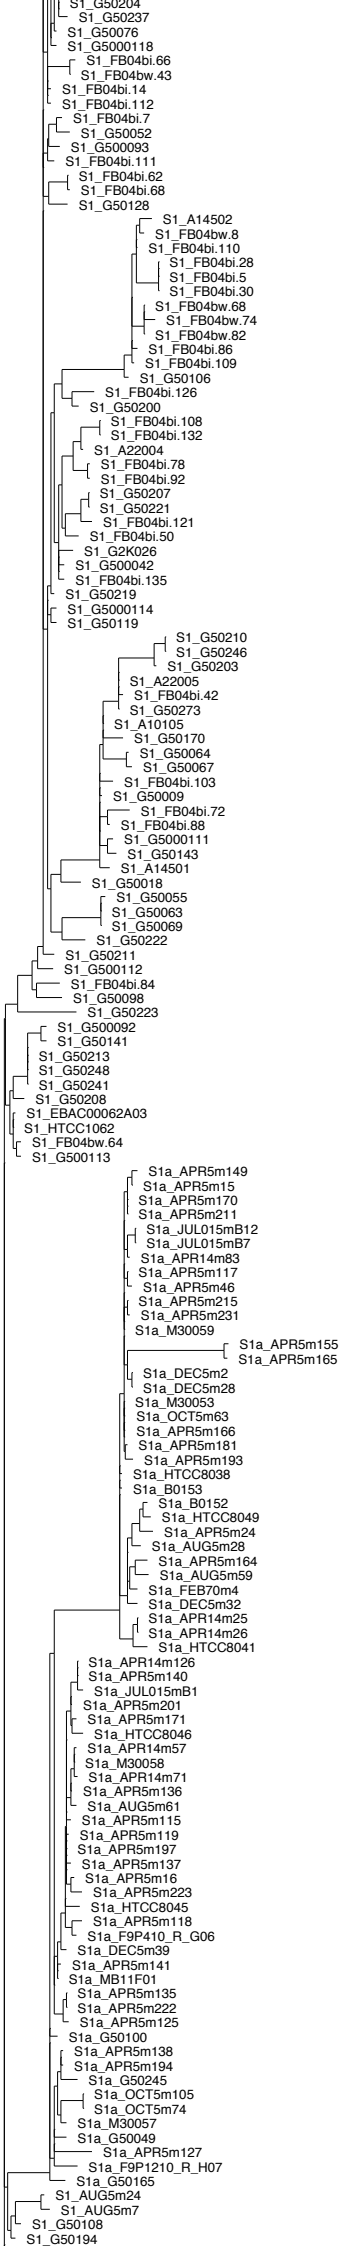 S1_G50204
S1_G50237
S1_G50076
S1_G5000118
S1_FB04bi.66
S1_FB04bw.43
S1_FB04bi.14
S1_FB04bi.112
S1_FB04bi.7
S1_G50052
S1_G500093
S1_FB04bi.111
S1_FB04bi.62
S1_FB04bi.68
S1_G50128
S1_A14502
S1_FB04bw.8
S1_FB04bi.110
S1_FB04bi.28
S1_FB04bi.5
S1_FB04bi.30
S1_FB04bw.68
S1_FB04bw.74
S1_FB04bw.82
S1_FB04bi.86
S1_FB04bi.109
S1_G50106
S1_FB04bi.126
S1_G50200
S1_FB04bi.108
S1_FB04bi.132
S1_A22004
S1_FB04bi.78
S1_FB04bi.92
S1_G50207
S1_G50221
S1_FB04bi.121
S1_FB04bi.50
S1_G2K026
S1_G500042
S1_FB04bi.135
S1_G50219
S1_G5000114
S1_G50119
S1_G50210
S1_G50246
S1_G50203
S1_A22005
S1_FB04bi.42
S1_G50273
S1_A10105
S1_G50170
S1_G50064
S1_G50067
S1_FB04bi.103
S1_G50009
S1_FB04bi.72
S1_FB04bi.88
S1_G5000111
S1_G50143
S1_A14501
S1_G50018
S1_G50055
S1_G50063
S1_G50069
S1_G50222
S1_G50211
S1_G500112
S1_FB04bi.84
S1_G50098
S1_G50223
S1_G500092
S1_G50141
S1_G50213
S1_G50248
S1_G50241
S1_G50208
S1_EBAC00062A03
S1_HTCC1062
S1_FB04bw.64
S1_G500113
S1a_APR5m149
S1a_APR5m15
S1a_APR5m170
S1a_APR5m211
S1a_JUL015mB12
S1a_JUL015mB7
S1a_APR14m83
S1a_APR5m117
S1a_APR5m46
S1a_APR5m215
S1a_APR5m231
S1a_M30059
S1a_APR5m155
S1a_APR5m165
S1a_DEC5m2
S1a_DEC5m28
S1a_M30053
S1a_OCT5m63
S1a_APR5m166
S1a_APR5m181
S1a_APR5m193
S1a_HTCC8038
S1a_B0153
S1a_B0152
S1a_HTCC8049
S1a_APR5m24
S1a_AUG5m28
S1a_APR5m164
S1a_AUG5m59
S1a_FEB70m4
S1a_DEC5m32
S1a_APR14m25
S1a_APR14m26
S1a_HTCC8041
S1a_APR14m126
S1a_APR5m140
S1a_JUL015mB1
S1a_APR5m201
S1a_APR5m171
S1a_HTCC8046
S1a_APR14m57
S1a_M30058
S1a_APR14m71
S1a_APR5m136
S1a_AUG5m61
S1a_APR5m115
S1a_APR5m119
S1a_APR5m197
S1a_APR5m137
S1a_APR5m16
S1a_APR5m223
S1a_HTCC8045
S1a_APR5m118
S1a_F9P410_R_G06
S1a_DEC5m39
S1a_APR5m141
S1a_MB11F01
S1a_APR5m135
S1a_APR5m222
S1a_APR5m125
S1a_G50100
S1a_APR5m138
S1a_APR5m194
S1a_G50245
S1a_OCT5m105
S1a_OCT5m74
S1a_M30057
S1a_G50049
S1a_APR5m127
S1a_F9P1210_R_H07
S1a_G50165
S1_AUG5m24
S1_AUG5m7
S1_G50108
S1_G50194